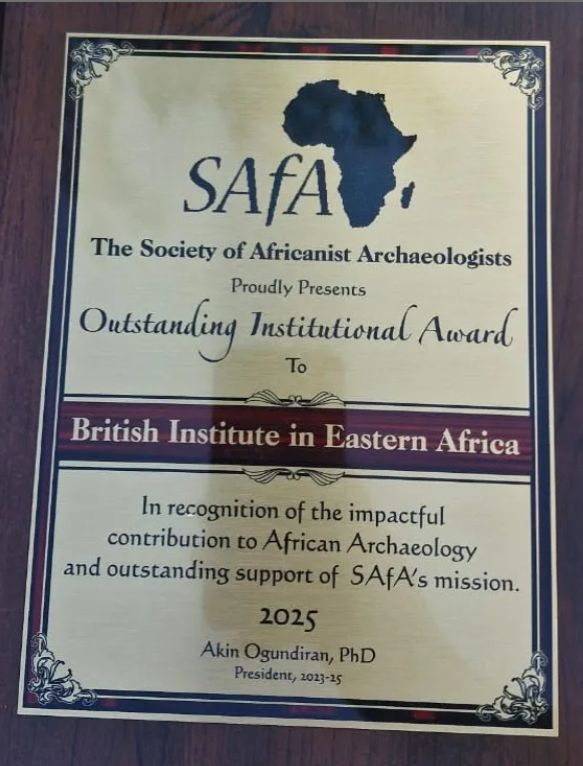 SAfA
The Society of Africanist Archaeologists
Proudly Presents
Outstanding Institutional Award
To
British Institute in Eastern Africa
In recognition of the impactful
contribution to African Archaeology
and outstanding support of SAfA's mission.
2025
Akin Ogundiran, PhD
President, 2023-25